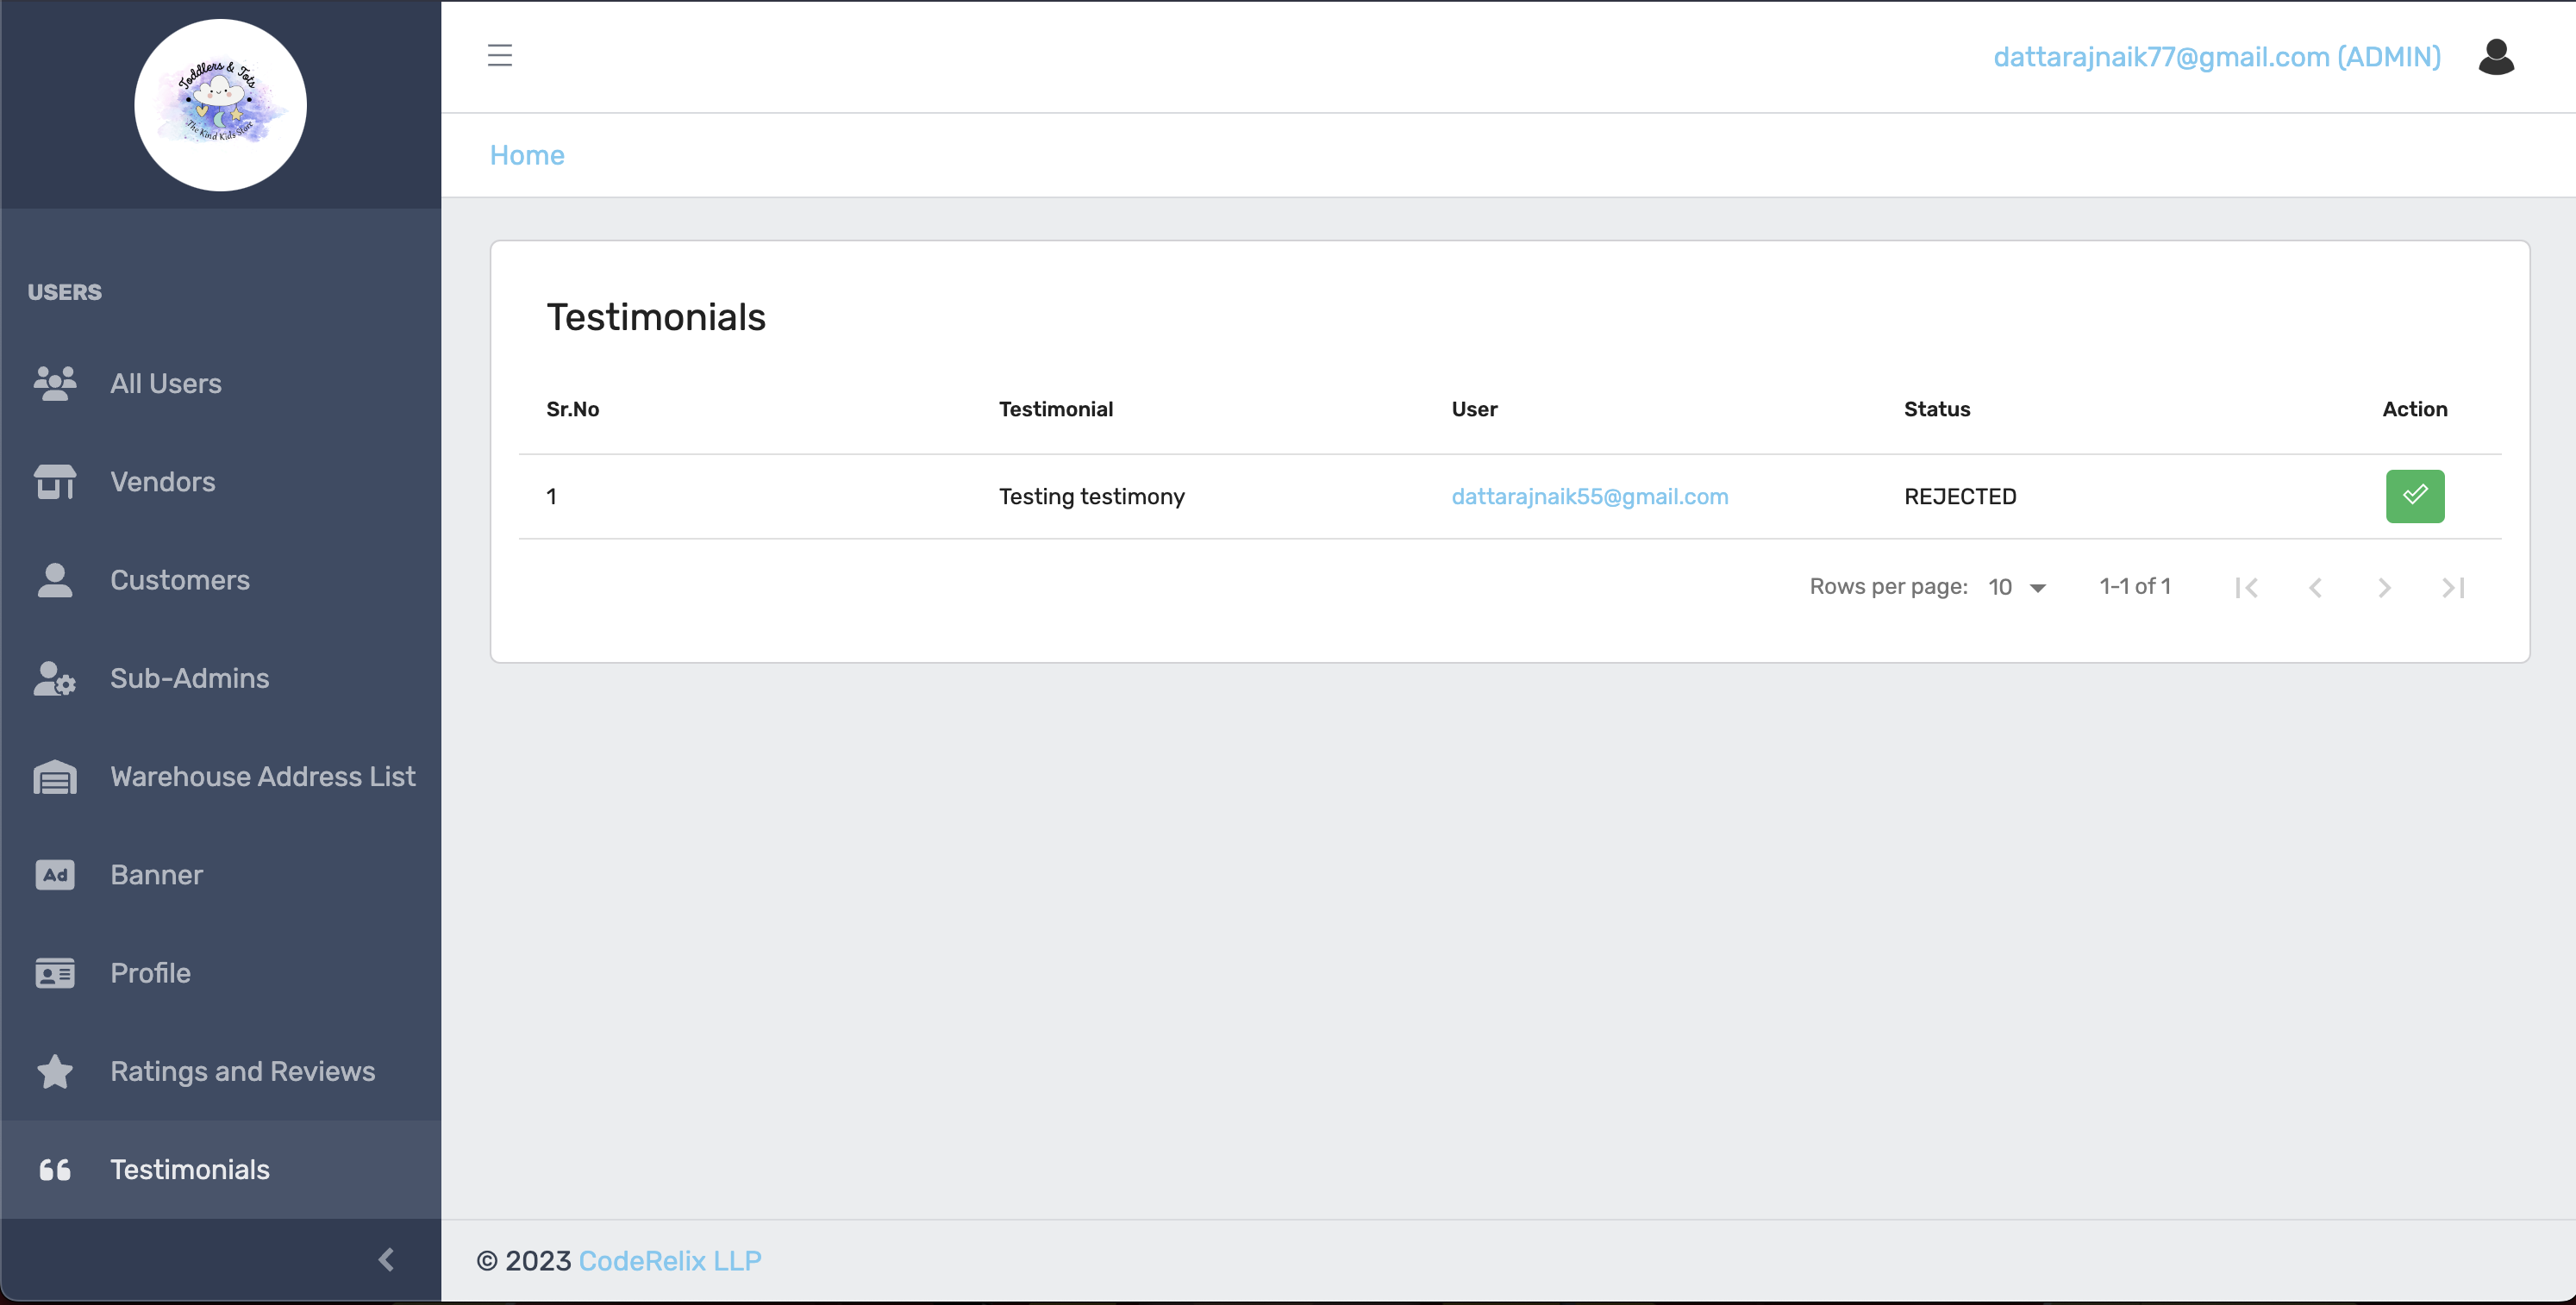 Toddlers & Tots
The Kind Kids Store
dattarajnaik77@gmail.com (ADMIN)
Home
USERS
All Users
Vendors
Customers
Sub-Admins
Warehouse Address List
Ad Banner
Profile
Ratings and Reviews
Testimonials
Testimonials
Sr.No Testimonial User Status Action
1 Testing testimony dattarajnaik55@gmail.com REJECTED
Rows per page: 10 1-1 of 1
© 2023 CodeRelix LLP